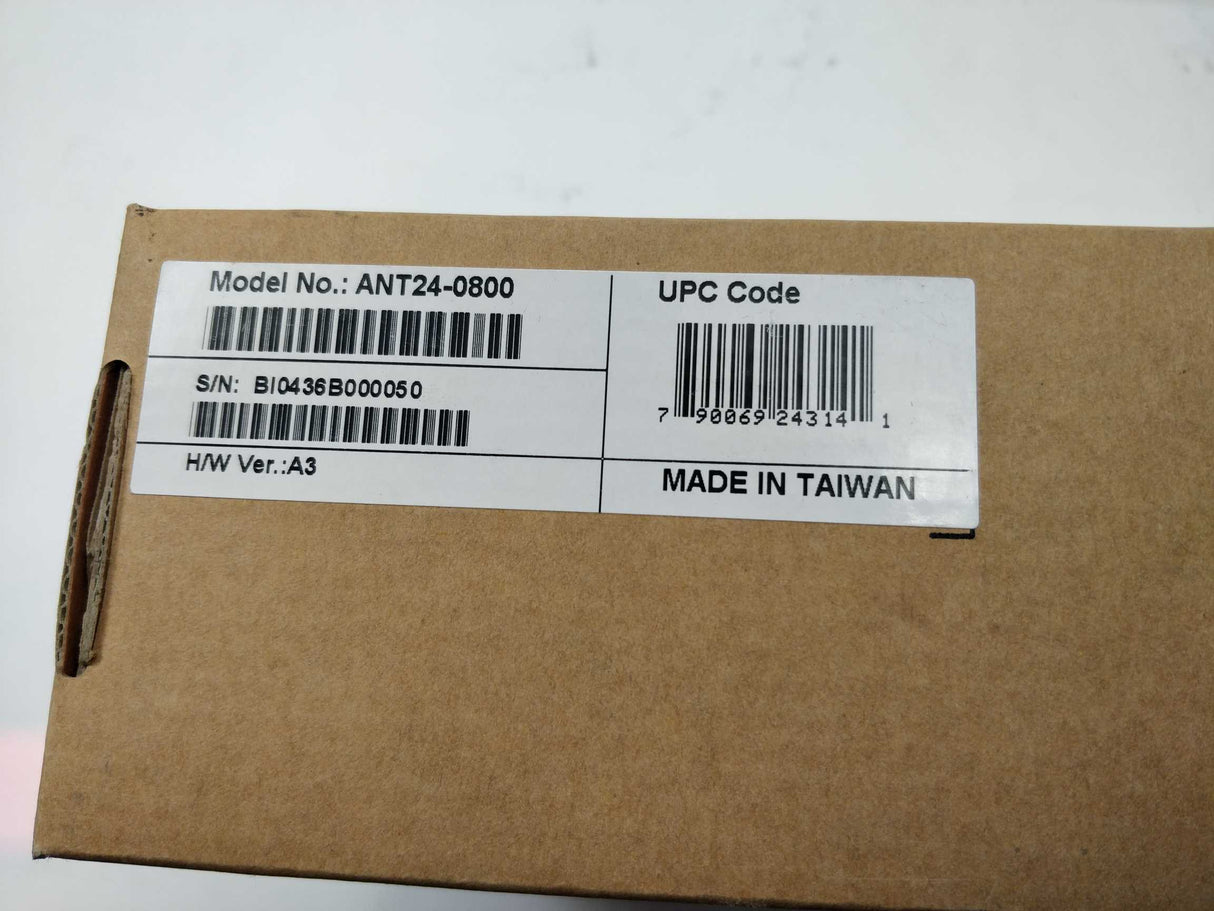 Model No.: ANT24-0800
S/N: BI0436B000050
H/W Ver.:A3
UPC Code
7 90069 24314 1
MADE IN TAIWAN